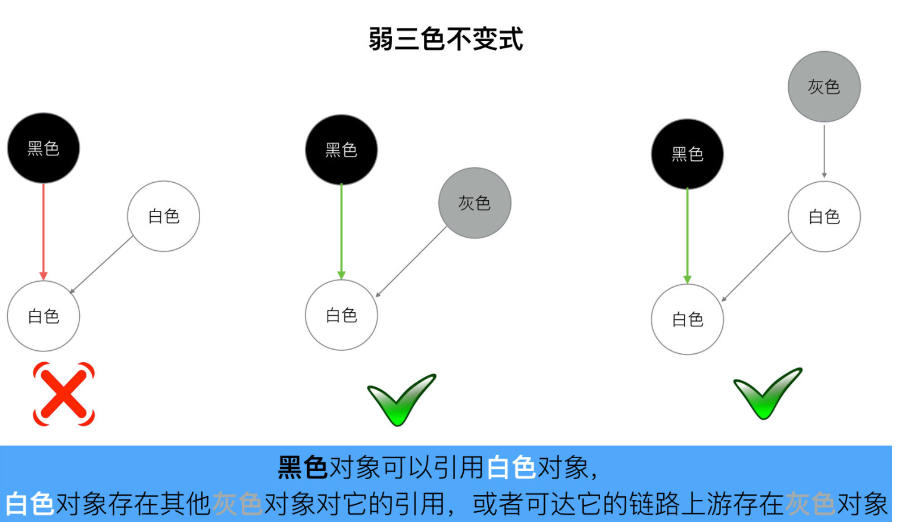 弱三色不变式
灰色
黑色
黑色
黑色
灰色
白色
白色
白色
白色
白色
黑色对象可以引用白色对象，
白色对象存在其他灰色对象对它的引用，或者可达它的链路上游存在灰色对象